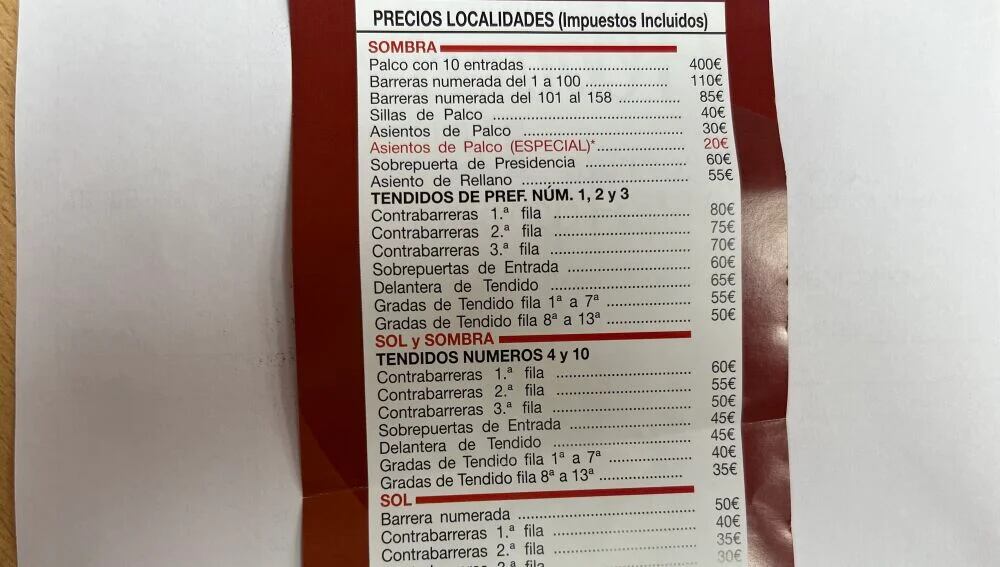 PRECIOS LOCALIDADES (Impuestos Incluidos)
SOMBRA
Palco con 10 entradas ................................ 400€
Barreras numerada del 1 a 100 ......................... 110€
Barreras numerada del 101 al 158 .............. 85€
Sillas de Palco ........................................... 40€
Asientos de Palco ..................................... 30€
Asientos de Palco (ESPECIAL)*..................... 20€
Sobrepuerta de Presidencia ....................... 60€
Asiento de Rellano ..................................... 55€
TENDIDOS DE PREF. NÚM. 1, 2 y 3
Contrabarreras 1.ª fila ............................... 80€
Contrabarreras 2.ª fila ............................... 75€
Contrabarreras 3.ª fila ............................... 70€
Sobrepuertas de Entrada ............................ 60€
Delantera de Tendido ................................ 65€
Gradas de Tendido fila 1ª a 7ª .................... 55€
Gradas de Tendido fila 8ª a 13ª ................... 50€
SOL y SOMBRA
TENDIDOS NUMEROS 4 y 10
Contrabarreras 1.ª fila ............................... 60€
Contrabarreras 2.ª fila ............................... 55€
Contrabarreras 3.ª fila ............................... 50€
Sobrepuertas de Entrada ............................ 45€
Delantera de Tendido ................................ 45€
Gradas de Tendido fila 1ª a 7ª .................... 40€
Gradas de Tendido fila 8ª a 13ª ................... 35€
SOL
Barrera numerada ...................................... 50€
Contrabarreras 1.ª fila ............................... 40€
Contrabarreras 2.ª fila ............................... 35€
fila 30€